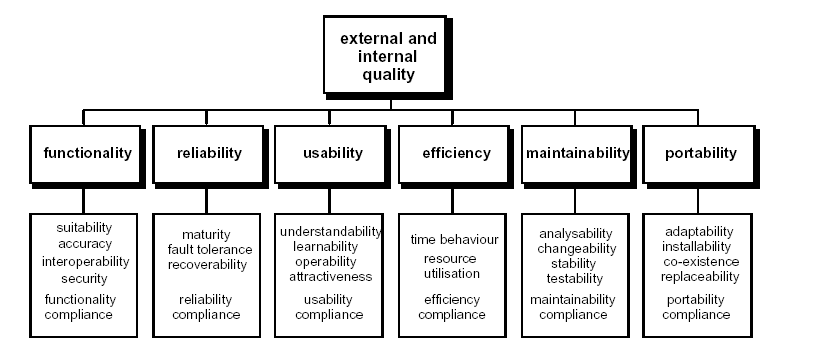 external and
internal
quality
functionality
reliability
usability
efficiency
maintainability
portability
suitability
accuracy
interoperability
security
functionality
compliance
maturity
fault tolerance
recoverability
reliability
compliance
understandability
learnability
operability
attractiveness
usability
compliance
time behaviour
resource
utilisation
efficiency
compliance
analysability
changeability
stability
testability
maintainability
compliance
adaptability
installability
co-existence
replaceability
portability
compliance